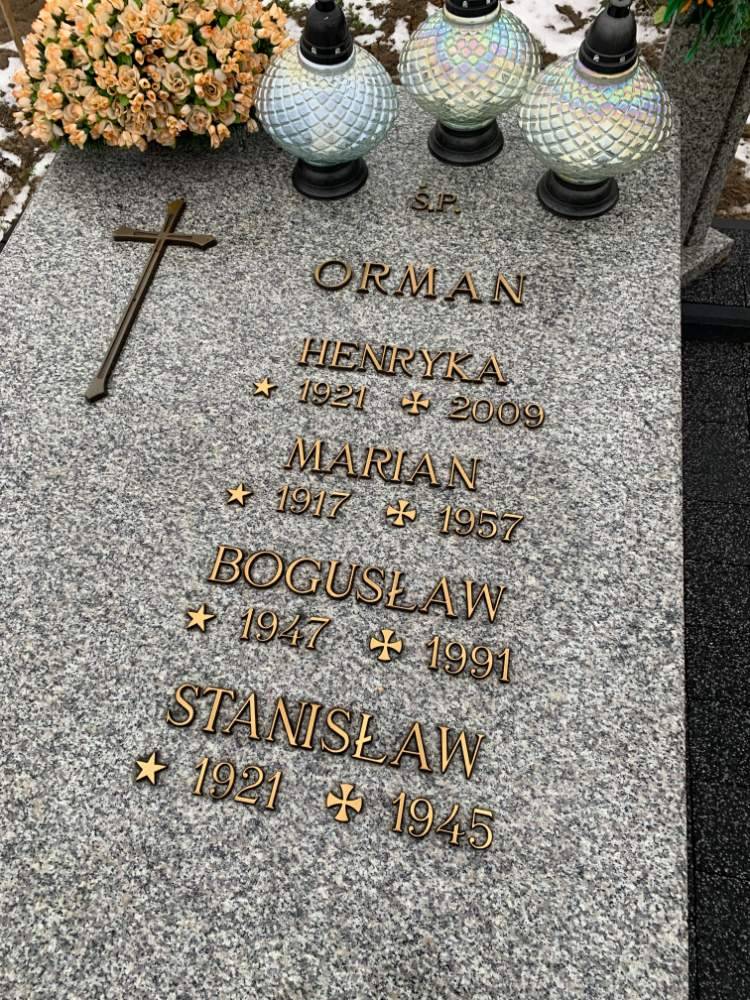 Ś.P.
ORMAN
HENRYKA
★ 1921 ✠ 2009
MARIAN
★ 1917 ✠ 1957
BOGUSŁAW
★ 1947 ✠ 1991
STANISŁAW
★ 1921 ✠ 1945